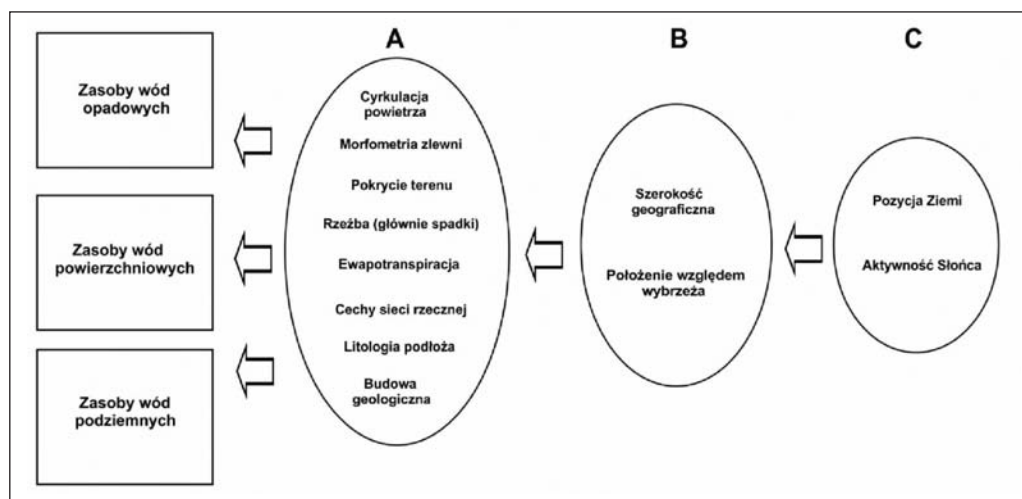 A
B
C
Zasoby wód
opadowych
Zasoby wód
powierzchniowych
Zasoby wód
podziemnych
Cyrkulacja
powietrza
Morfometria zlewni
Pokrycie terenu
Rzeźba (głównie spadki)
Ewapotranspiracja
Cechy sieci rzecznej
Litologia podłoża
Budowa
geologiczna
Szerokość
geograficzna
Położenie względem
wybrzeża
Pozycja Ziemi
Aktywność Słońca